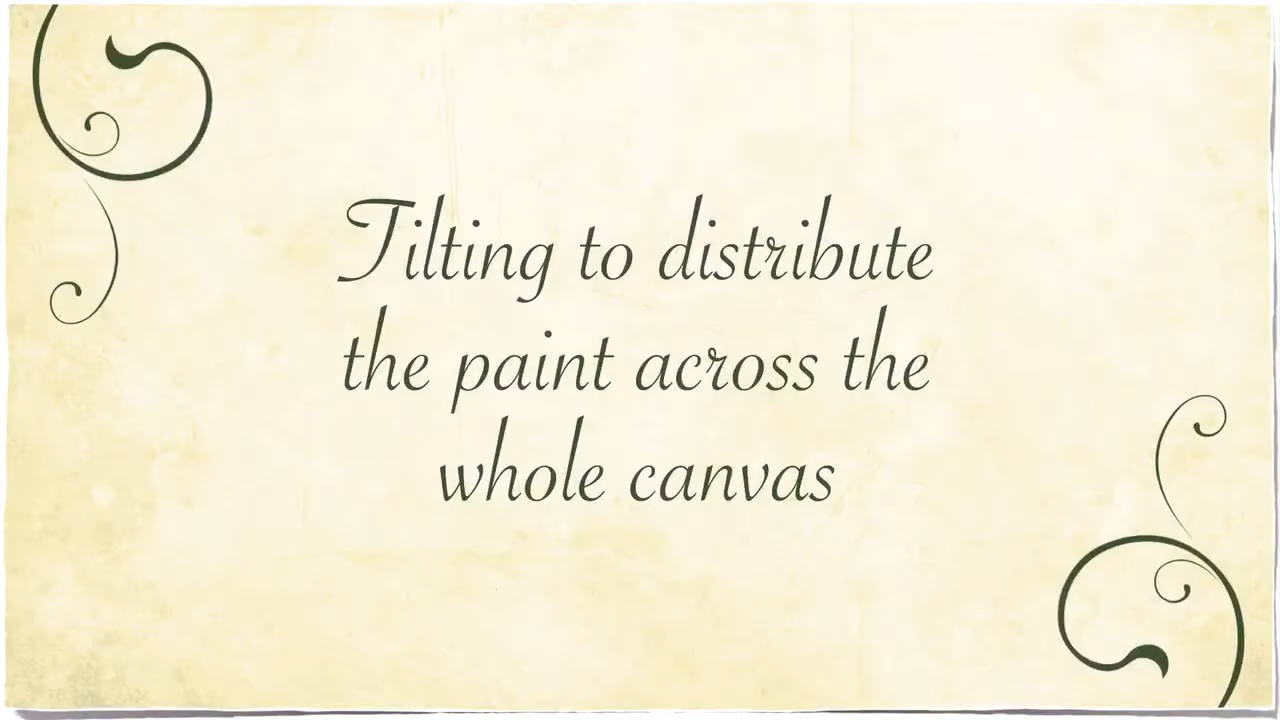 Tilting to distribute
the paint across the
whole canvas